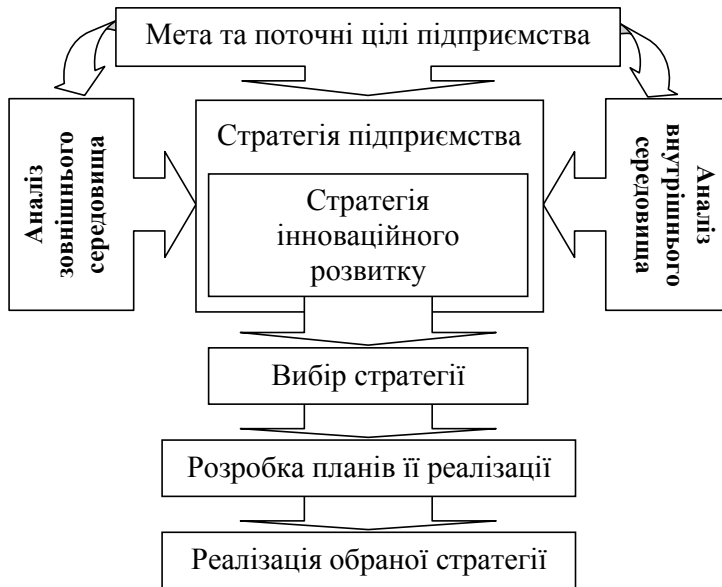 Мета та поточні цілі підприємства
Аналіз
зовнішнього
середовища
Стратегія підприємства
Стратегія
інноваційного
розвитку
Аналіз
внутрішнього
середовища
Вибір стратегії
Розробка планів її реалізації
Реалізація обраної стратегії